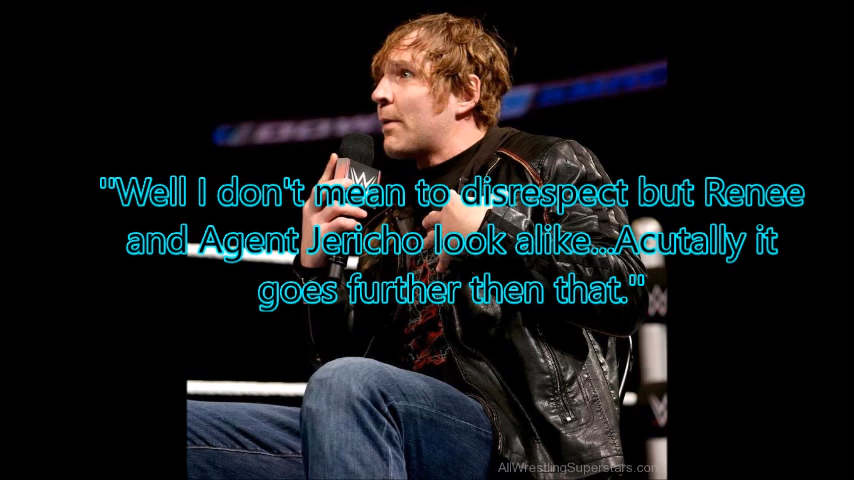 "Well I don't mean to disrespect but Renee
and Agent Jericho look alike...Acutally it
goes further then that."
W
AllWrestlingSuperstars.com